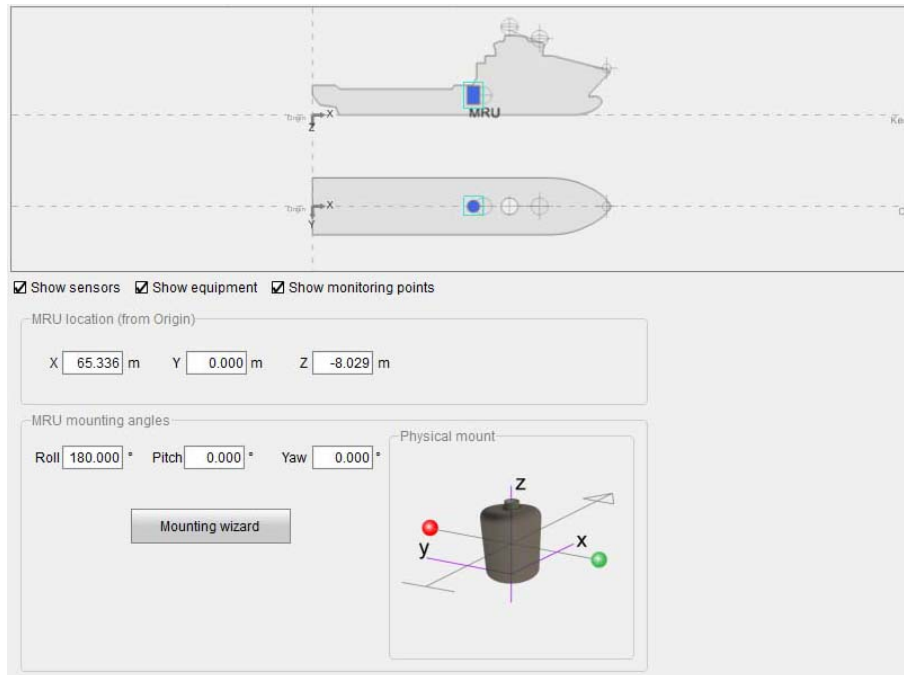 MRU
Origin
X
Z
Origin
X
Y
Show sensors Show equipment Show monitoring points
MRU location (from Origin)
X 65.336 m Y 0.000 m Z -8.029 m
MRU mounting angles
Physical mount
Roll 180.000 ° Pitch 0.000 ° Yaw 0.000 °
z
Mounting wizard
y
x